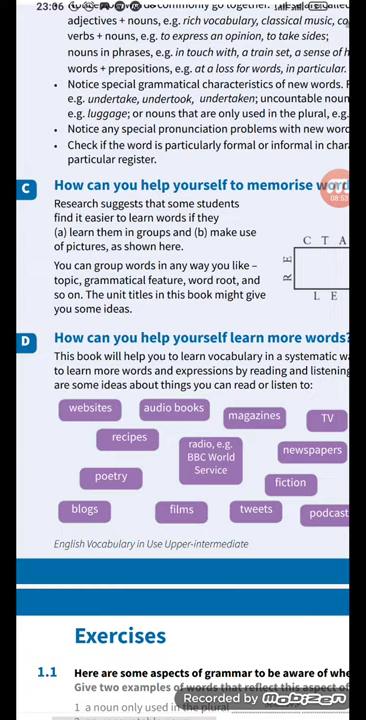 23:06
adjectives + nouns, e.g. rich vocabulary, classical music,
verbs + nouns, e.g. to express an opinion, to take sides;
nouns in phrases, e.g. in touch with, a train set, a sense of
words + prepositions, e.g. at a loss for words, in particular.
• Notice special grammatical characteristics of new words.
e.g. undertake, undertook, undertaken; uncountable
e.g. luggage; or nouns that are only used in the plural, e.g.
• Notice any special pronunciation problems with new
• Check if the word is particularly formal or informal in
particular register.
C How can you help yourself to memorise
08:53
Research suggests that some students
find it easier to learn words if they
(a) learn them in groups and (b) make use
of pictures, as shown here.
C T A
R E
L E
You can group words in any way you like –
topic, grammatical feature, word root, and
so on. The unit titles in this book might give
you some ideas.
D How can you help yourself learn more words?
This book will help you to learn vocabulary in a systematic
to learn more words and expressions by reading and listening
are some ideas about things you can read or listen to:
websites audio books magazines TV
recipes radio, e.g. BBC World Service newspapers
poetry fiction
blogs films tweets podcast
English Vocabulary in Use Upper-intermediate
Exercises
1.1 Here are some aspects of grammar to be aware of
Give two examples of words that reflect this aspect of
Recorded by MOBIZEN
1 a noun only used in the plural